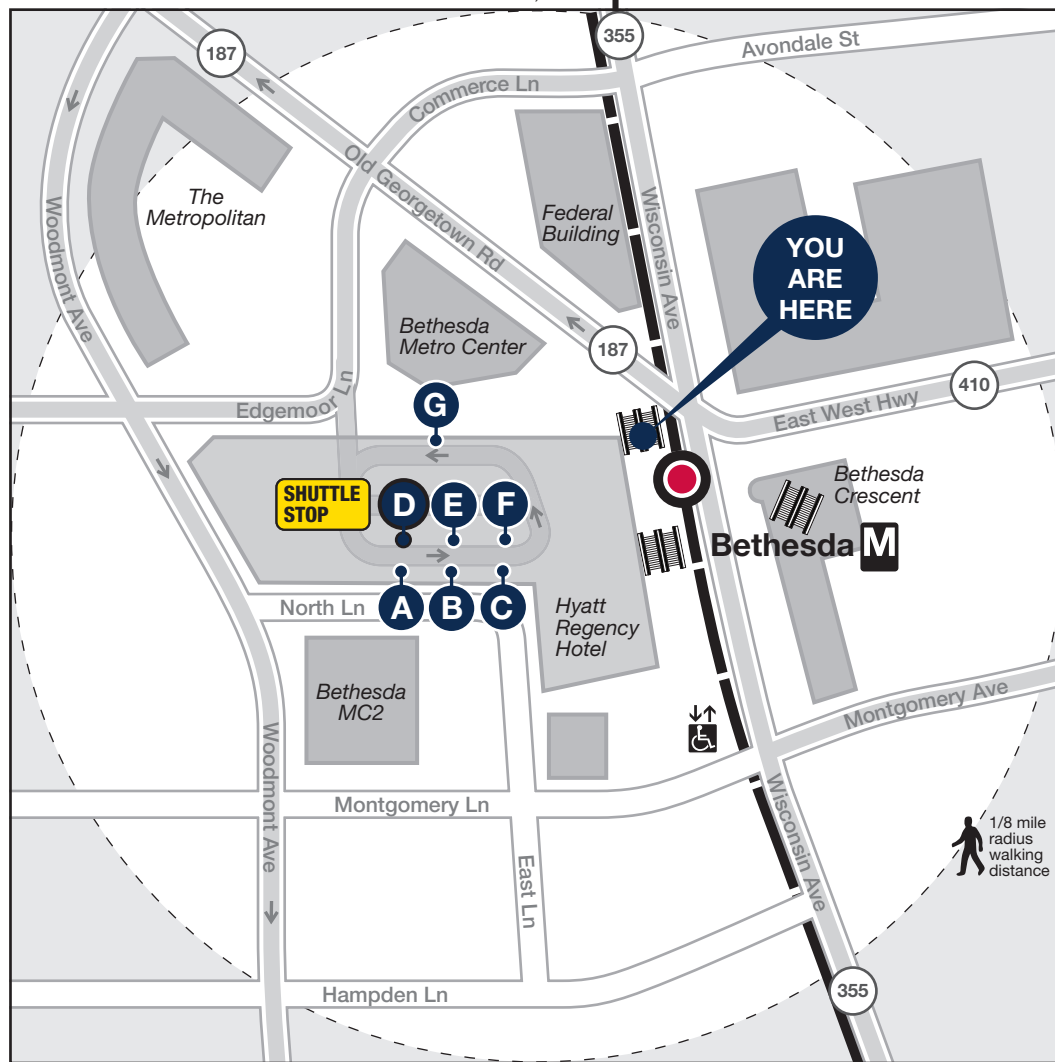 355
Avondale St
187
Commerce Ln
The
Metropolitan
Old Georgetown Rd
Federal
Building
Wisconsin Ave
YOU
ARE
HERE
Woodmont Ave
Bethesda
Metro Center
187
410
East West Hwy
Edgemoor Ln
G
Bethesda
Crescent
SHUTTLE
STOP
D
E
F
Bethesda M
A
B
C
North Ln
Hyatt
Regency
Hotel
Bethesda
MC2
Montgomery Ave
Woodmont Ave
Montgomery Ln
Wisconsin Ave
1/8 mile
radius
walking
distance
East Ln
Hampden Ln
355